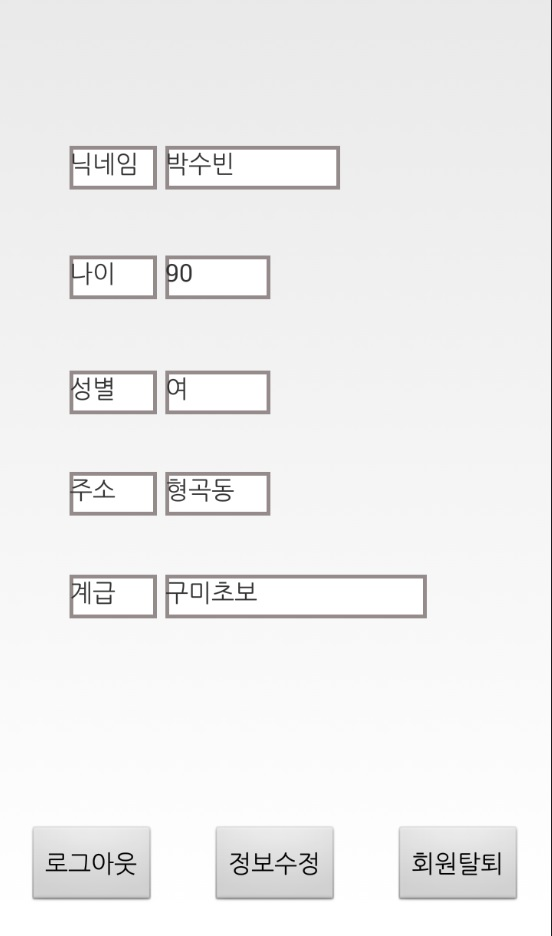 닉네임 박수빈
나이 90
성별 여
주소 형곡동
계급 구미초보
로그아웃 정보수정 회원탈퇴